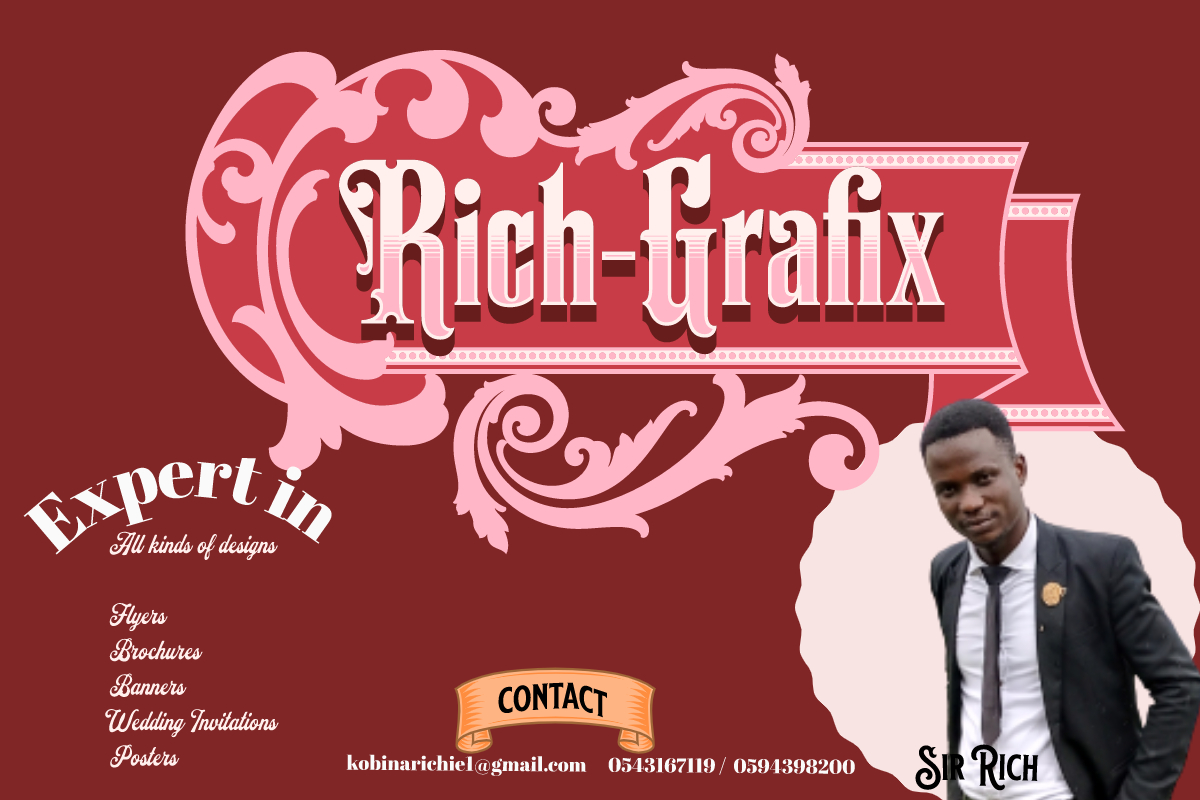 Rich-Grafix
Expert in
All kinds of designs
Flyers
Brochures
Banners
Wedding Invitations
Posters
CONTACT
kobinarichie1@gmail.com 0543167119 / 0594398200
Sir Rich